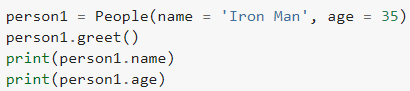 person1 = People(name = 'Iron Man', age = 35)
person1.greet()
print(person1.name)
print(person1.age)